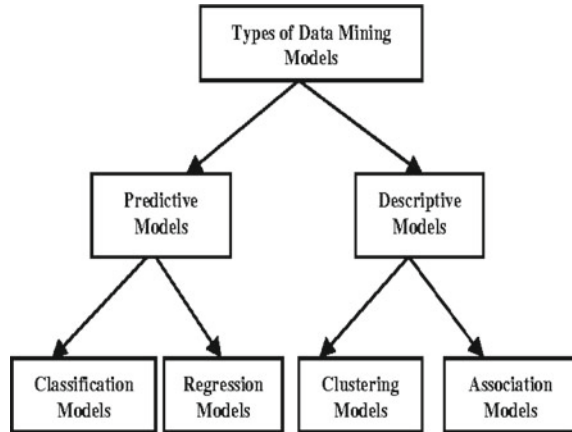 Types of Data Mining
Models
Predictive
Models
Descriptive
Models
Classification
Models
Regression
Models
Clustering
Models
Association
Models